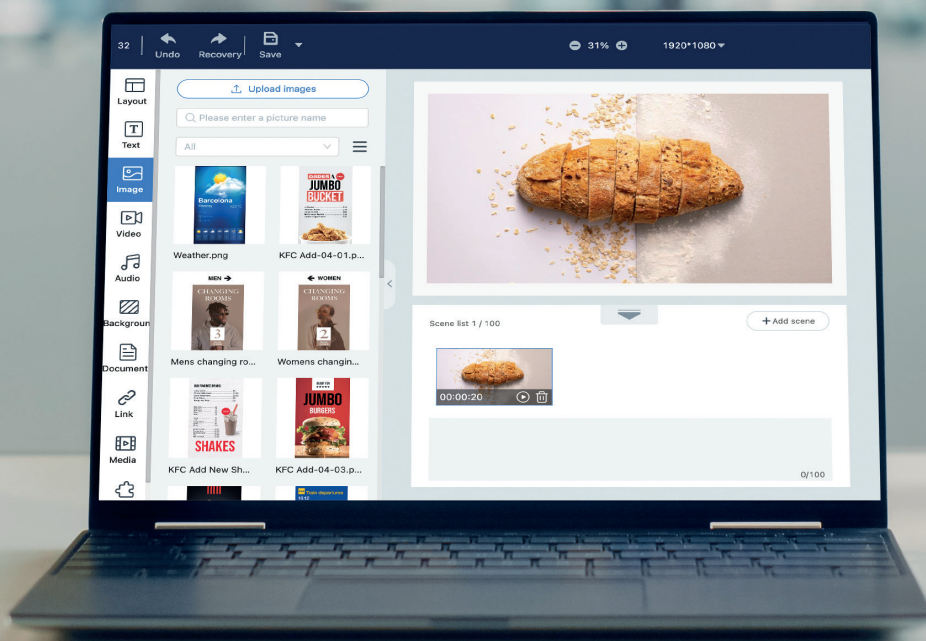 32
Undo
Recovery
Save
31%
1920*1080
Layout
Text
Image
Video
Audio
Backgroun
Document
Link
Media
Upload images
Please enter a picture name
All
Barcelona
Weather.png
JUMBO
BUCKET
KFC Add-04-01.p...
MEN →
CHANGING
ROOMS
3
Mens changing ro...
← WOMEN
CHANGING
ROOMS
2
Womens changin...
SHAKES
KFC Add New Sh...
JUMBO
BURGERS
KFC Add-04-03.p...
Train departures
Scene list 1 / 100
+ Add scene
00:00:20
0/100